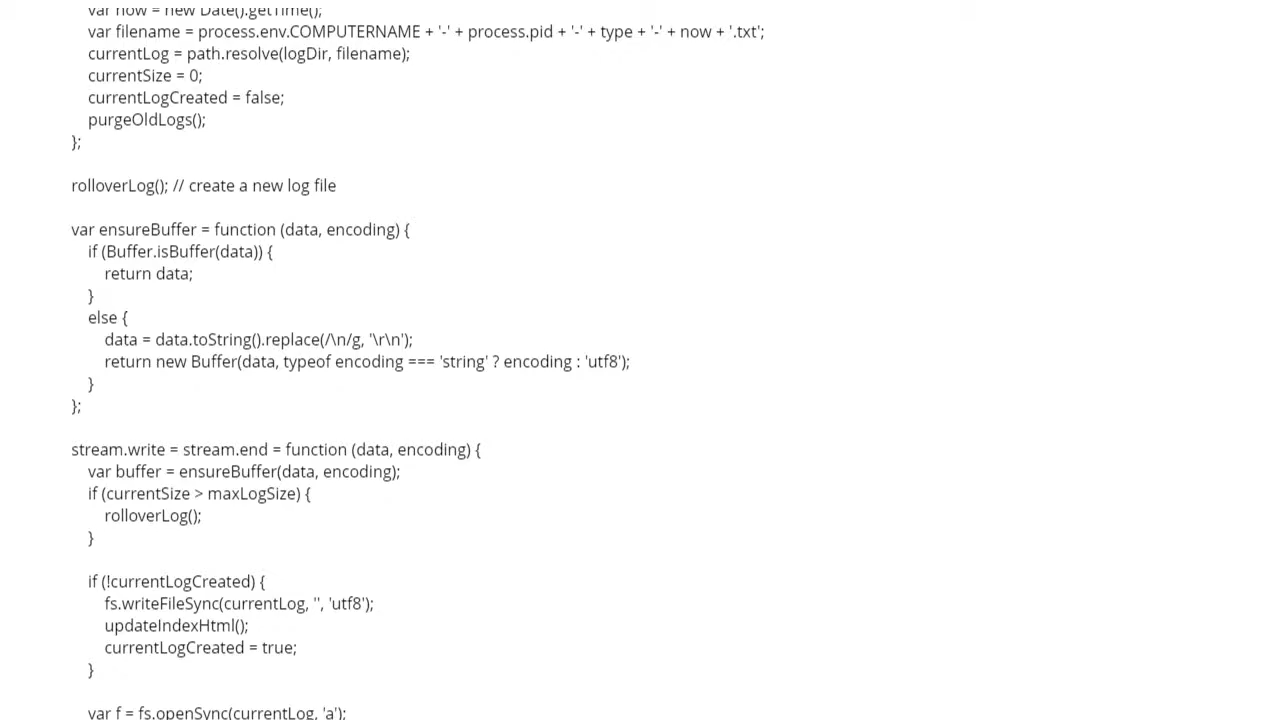 var now = new Date().getTime();
var filename = process.env.COMPUTERNAME + '-' + process.pid + '-' + type + '-' + now + '.txt';
currentLog = path.resolve(logDir, filename);
currentSize = 0;
currentLogCreated = false;
purgeOldLogs();
};
rolloverLog(); // create a new log file
var ensureBuffer = function (data, encoding) {
if (Buffer.isBuffer(data)) {
return data;
}
else {
data = data.toString().replace(/\n/g, '\r\n');
return new Buffer(data, typeof encoding === 'string' ? encoding : 'utf8');
}
};
stream.write = stream.end = function (data, encoding) {
var buffer = ensureBuffer(data, encoding);
if (currentSize > maxLogSize) {
rolloverLog();
}
if (!currentLogCreated) {
fs.writeFileSync(currentLog, '', 'utf8');
updateIndexHtml();
currentLogCreated = true;
}
var f = fs.openSync(currentLog, 'a');